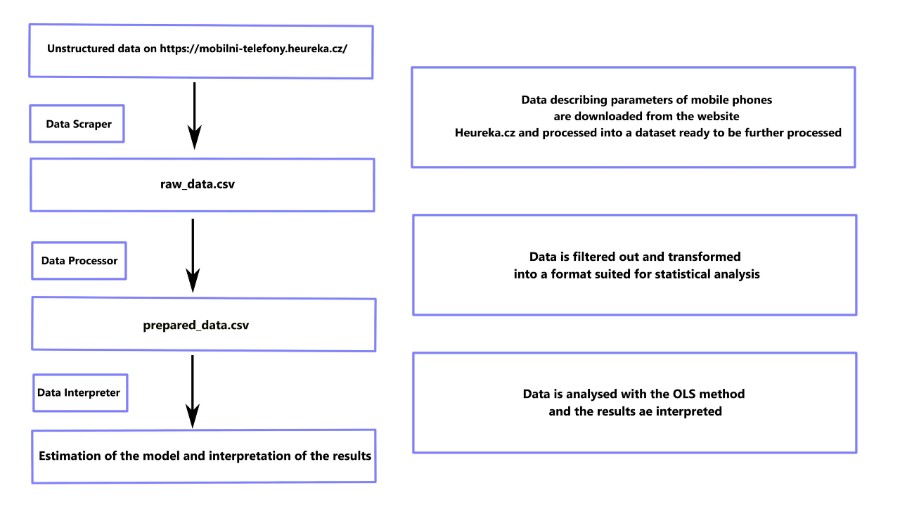 Unstructured data on https://mobilni-telefony.heureka.cz/
Data Scraper
Data describing parameters of mobile phones
are downloaded from the website
Heureka.cz and processed into a dataset ready to be further processed
raw_data.csv
Data Processor
Data is filtered out and transformed
into a format suited for statistical analysis
prepared_data.csv
Data Interpreter
Data is analysed with the OLS method
and the results ae interpreted
Estimation of the model and interpretation of the results